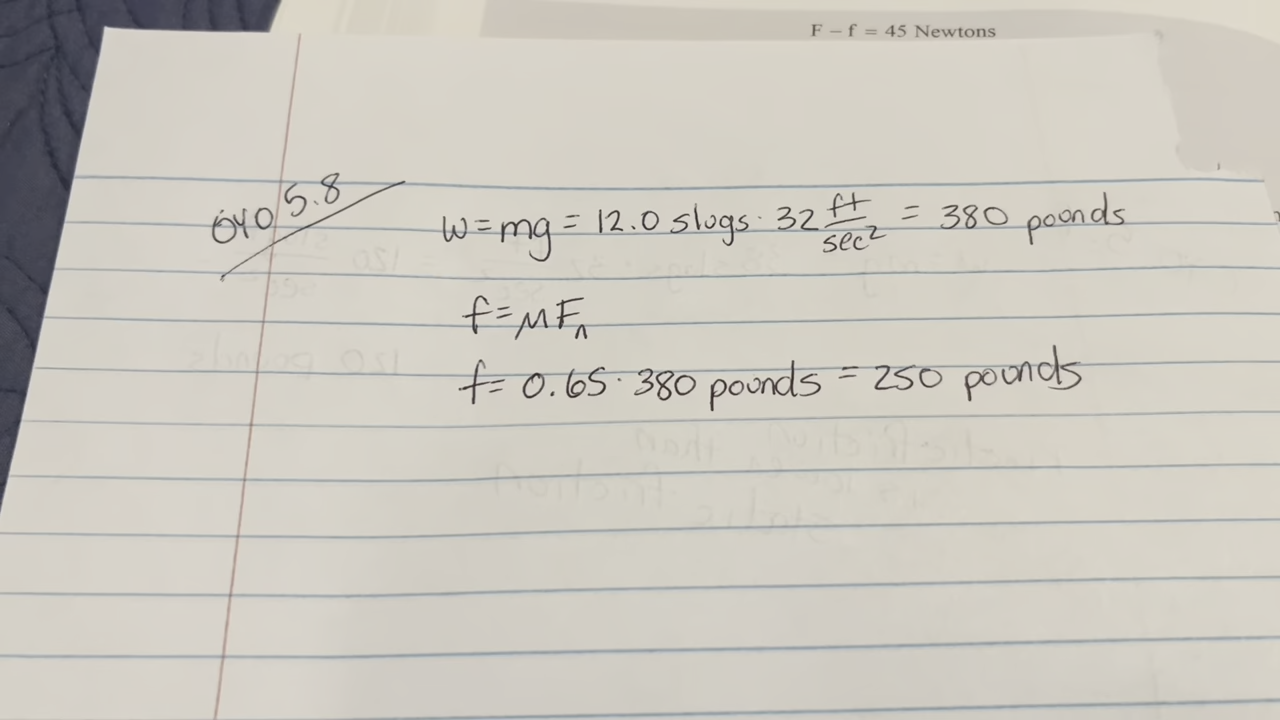 F − f = 45 Newtons
640 5.8
w = mg = 12.0 slugs · 32 ft/sec² = 380 pounds
f = μFₙ
f = 0.65 · 380 pounds = 250 pounds